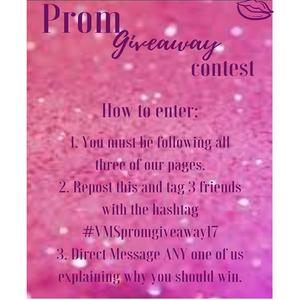 Prom
Giveaway
contest
How to enter:
1. You must be following all
three of our pages.
2. Repost this and tag 3 friends
with the hashtag
#VMSpromgiveaway17
3. Direct Message ANY one of us
explaining why you should win.